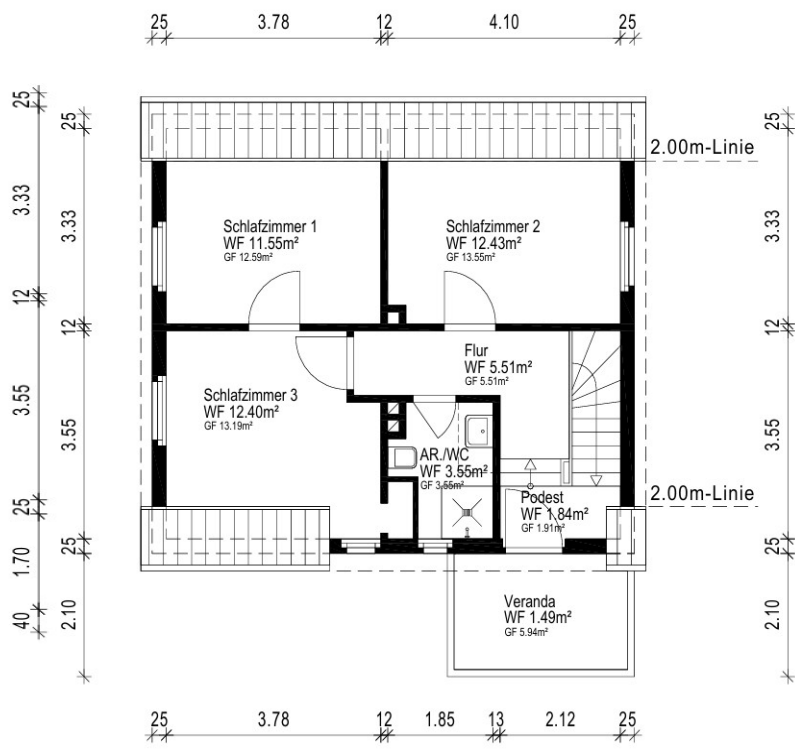 25 3.78 12 4.10 25
25
25
25
2.00m-Linie
3.33
3.33
3.33
Schlafzimmer 1
WF 11.55m²
GF 12.59m²
Schlafzimmer 2
WF 12.43m²
GF 13.55m²
12
12
12
Flur
WF 5.51m²
GF 5.51m²
Schlafzimmer 3
WF 12.40m²
GF 13.19m²
3.55
3.55
3.55
AR./WC
WF 3.55m²
GF 3.55m²
Podest
WF 1.84m²
GF 1.91m²
2.00m-Linie
25
25
25
1.70
40
2.10
2.10
Veranda
WF 1.49m²
GF 5.94m²
25 3.78 12 1.85 13 2.12 25